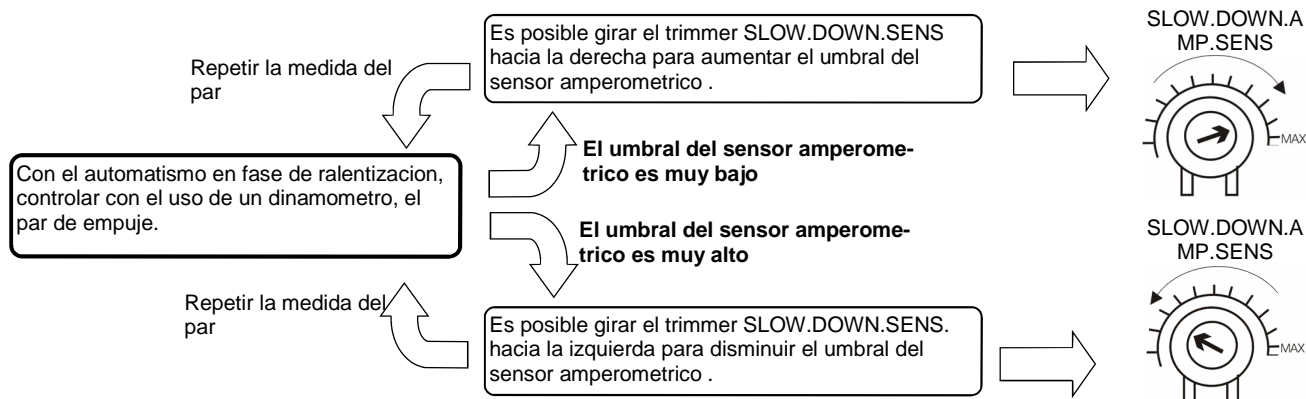 Es posible girar el trimmer SLOW.DOWN.SENS
hacia la derecha para aumentar el umbral del
sensor amperometrico .
SLOW.DOWN.A
MP.SENS
MAX
Repetir la medida del
par
Con el automatismo en fase de ralentizacion,
controlar con el uso de un dinamometro, el
par de empuje.
El umbral del sensor amperome-
trico es muy bajo
El umbral del sensor amperome-
trico es muy alto
Repetir la medida del
par
Es posible girar el trimmer SLOW.DOWN.SENS.
hacia la izquierda para disminuir el umbral del
sensor amperometrico .
SLOW.DOWN.A
MP.SENS
MAX